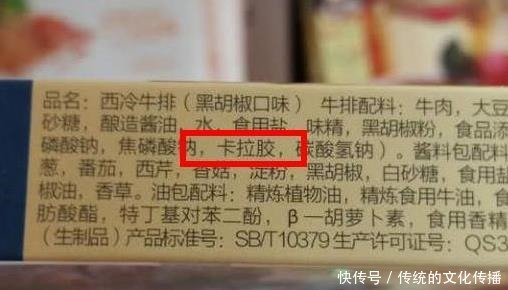 品名：西冷牛排（黑胡椒口味） 牛排配料：牛肉，大豆
砂糖，酿造酱油，水，食用盐，味精，黑胡椒粉，食品添
磷酸钠，焦磷酸钠，卡拉胶，碳酸氢钠）。酱料包配料
葱，番茄，西芹，香菇，淀粉，黑胡椒，白砂糖，食用盐
椒油，香草。油包配料：精炼植物油，精炼食用牛油，食
肪酸酯，特丁基对苯二酚，β一胡萝卜素，食用香精
（生制品）产品标准号：SB/T10379 生产许可证号：QS3
快传号 / 传统的文化传播